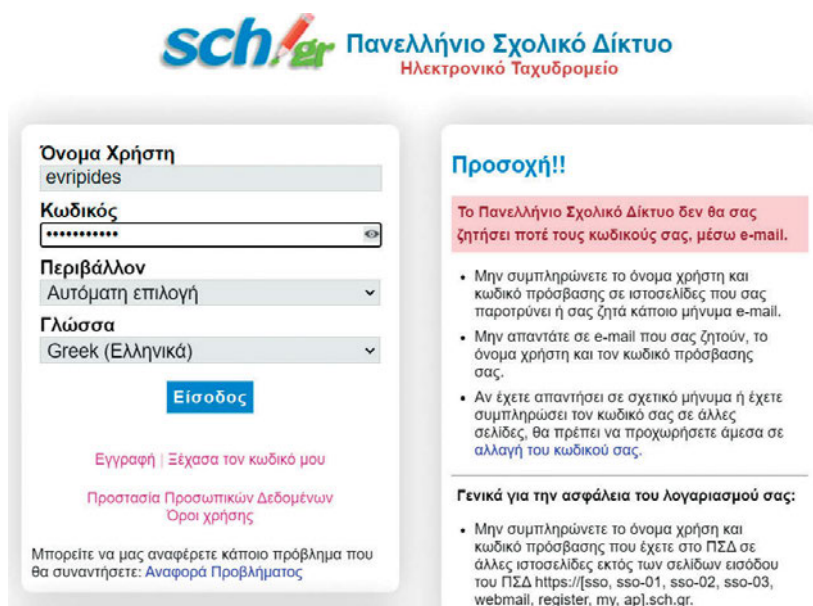 sch.gr Πανελλήνιο Σχολικό Δίκτυο
Ηλεκτρονικό Ταχυδρομείο
Όνομα Χρήστη
evripides
Κωδικός
•••••••••••
Περιβάλλον
Αυτόματη επιλογή
Γλώσσα
Greek (Ελληνικά)
Είσοδος
Εγγραφή | Ξέχασα τον κωδικό μου
Προστασία Προσωπικών Δεδομένων
Όροι χρήσης
Μπορείτε να μας αναφέρετε κάποιο πρόβλημα που
θα συναντήσετε: Αναφορά Προβλήματος
Προσοχή!!
Το Πανελλήνιο Σχολικό Δίκτυο δεν θα σας
ζητήσει ποτέ τους κωδικούς σας, μέσω e-mail.
• Μην συμπληρώνετε το όνομα χρήστη και
κωδικό πρόσβασης σε ιστοσελίδες που σας
παροτρύνει ή σας ζητά κάποιο μήνυμα e-mail.
• Μην απαντάτε σε e-mail που σας ζητούν, το
όνομα χρήστη και τον κωδικό πρόσβασης
σας.
• Αν έχετε απαντήσει σε σχετικό μήνυμα ή έχετε
συμπληρώσει τον κωδικό σας σε άλλες
σελίδες, θα πρέπει να προχωρήσετε άμεσα σε
αλλαγή του κωδικού σας.
Γενικά για την ασφάλεια του λογαριασμού σας:
• Μην συμπληρώνετε το όνομα χρήση και
κωδικό πρόσβασης που έχετε στο ΠΣΔ σε
άλλες ιστοσελίδες εκτός των σελίδων εισόδου
του ΠΣΔ https://[sso, sso-01, sso-02, sso-03,
webmail, register, my, ap].sch.gr.